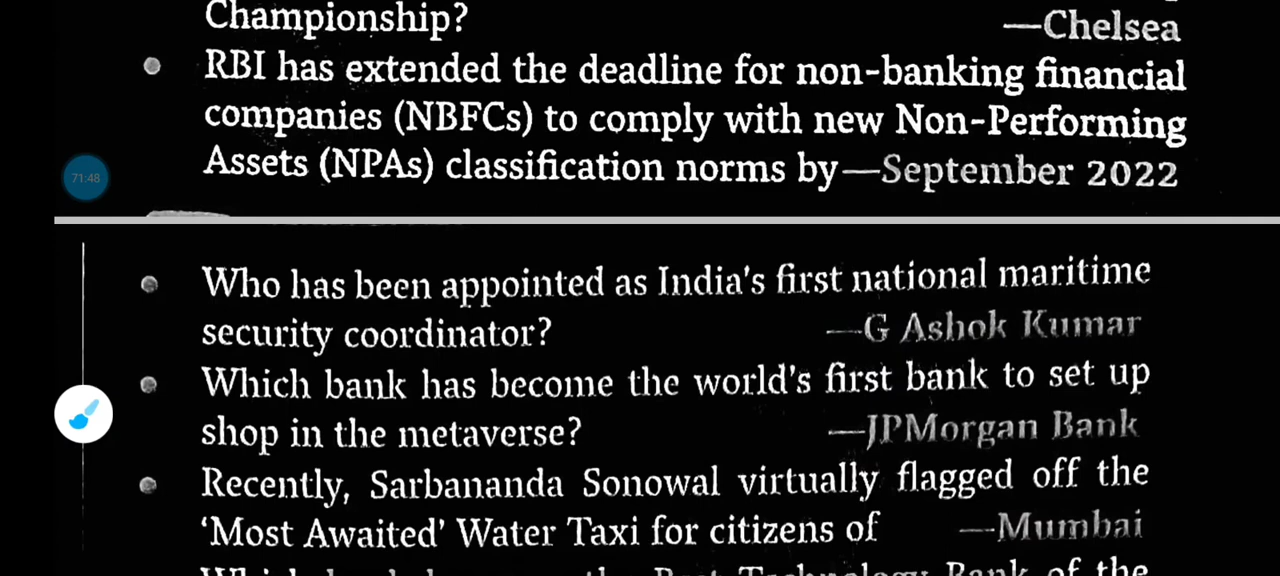 Championship? —Chelsea
RBI has extended the deadline for non-banking financial
companies (NBFCs) to comply with new Non-Performing
Assets (NPAs) classification norms by—September 2022
71:48
Who has been appointed as India's first national maritime
security coordinator? —G Ashok Kumar
Which bank has become the world's first bank to set up
shop in the metaverse? —JPMorgan Bank
Recently, Sarbananda Sonowal virtually flagged off the
‘Most Awaited’ Water Taxi for citizens of —Mumbai
Bank of the